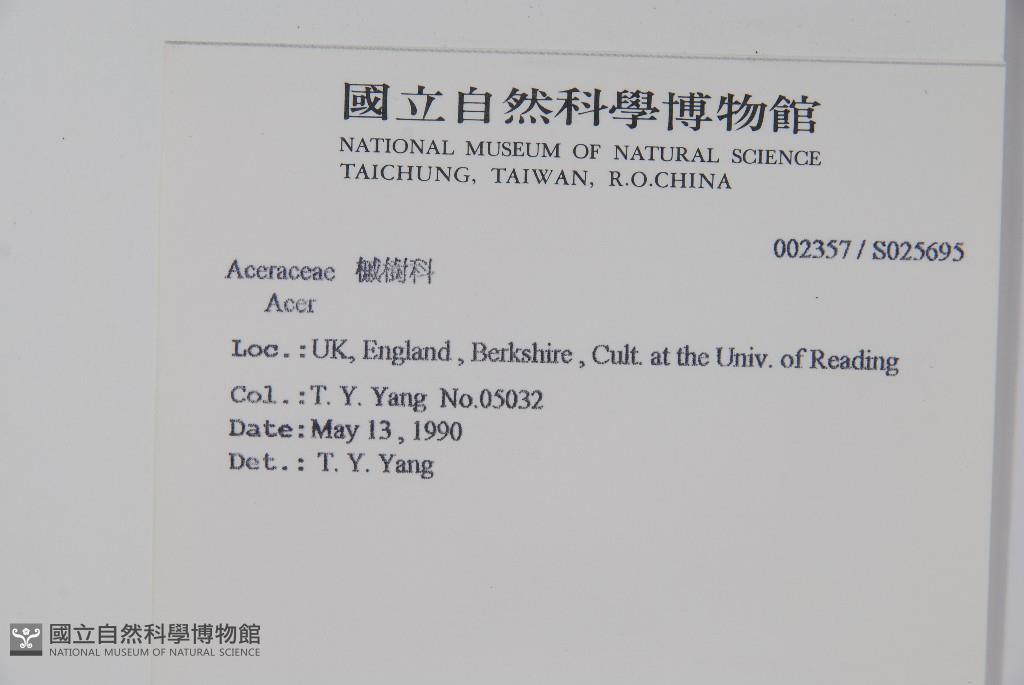 國立自然科學博物館
NATIONAL MUSEUM OF NATURAL SCIENCE
TAICHUNG, TAIWAN, R.O.CHINA
002357 / S025695
Aceraceae 槭樹科
Acer
Loc.: UK, England , Berkshire , Cult. at the Univ. of Reading
Col.: T. Y. Yang No.05032
Date: May 13 , 1990
Det.: T. Y. Yang
國立自然科學博物館
NATIONAL MUSEUM OF NATURAL SCIENCE